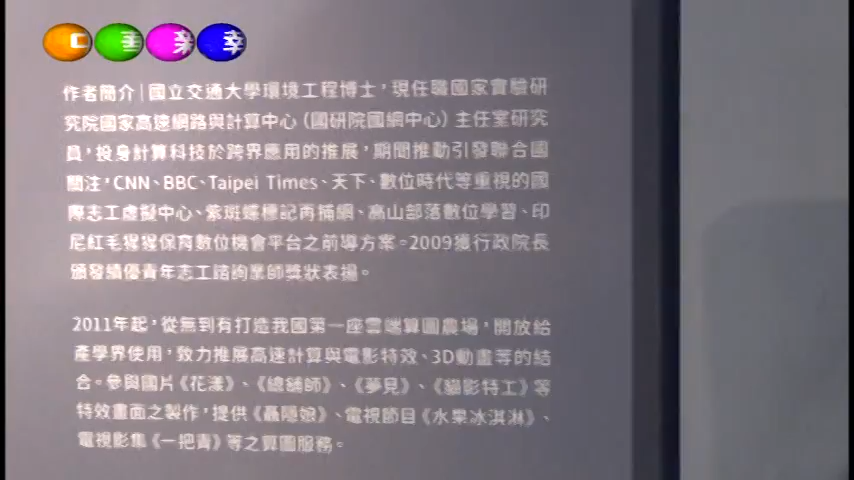 作者簡介|國立交通大學環境工程博士,現任職國家實驗研
究院國家高速網路與計算中心(國研院國網中心)主任室研究
員,投身計算科技於跨界應用的推展,期間推動引發聯合國
關注,CNN、BBC、Taipei Times、天下、數位時代等重視的國
際志工虛擬中心、紫斑蝶標記再捕網、高山部落數位學習、印
尼紅毛猩猩保育數位機會平台之前導方案。2009獲行政院長
頒發績優青年志工諮詢業師獎狀表揚。
2011年起,從無到有打造我國第一座雲端算圖農場,開放給
產學界使用,致力推展高速計算與電影特效、3D動畫等的結
合。參與國片《花漾》、《總舖師》、《夢見》、《貓影特工》等
特效畫面之製作,提供《聶隱娘》、電視節目《水果冰淇淋》、
電視影集《一把青》等之算圖服務。